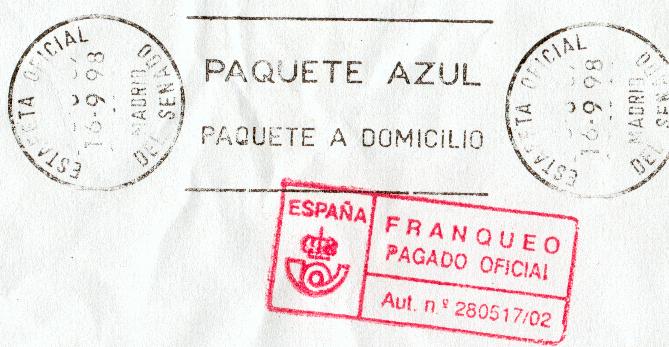 ESTAFETA OFICIAL
DEL SENADO
MADRID
16-9-98
PAQUETE AZUL
PAQUETE A DOMICILIO
ESTAFETA OFICIAL
DEL SENADO
MADRID
16-9-98
ESPAÑA
FRANQUEO
PAGADO OFICIAL
Aut. n.º 280517/02